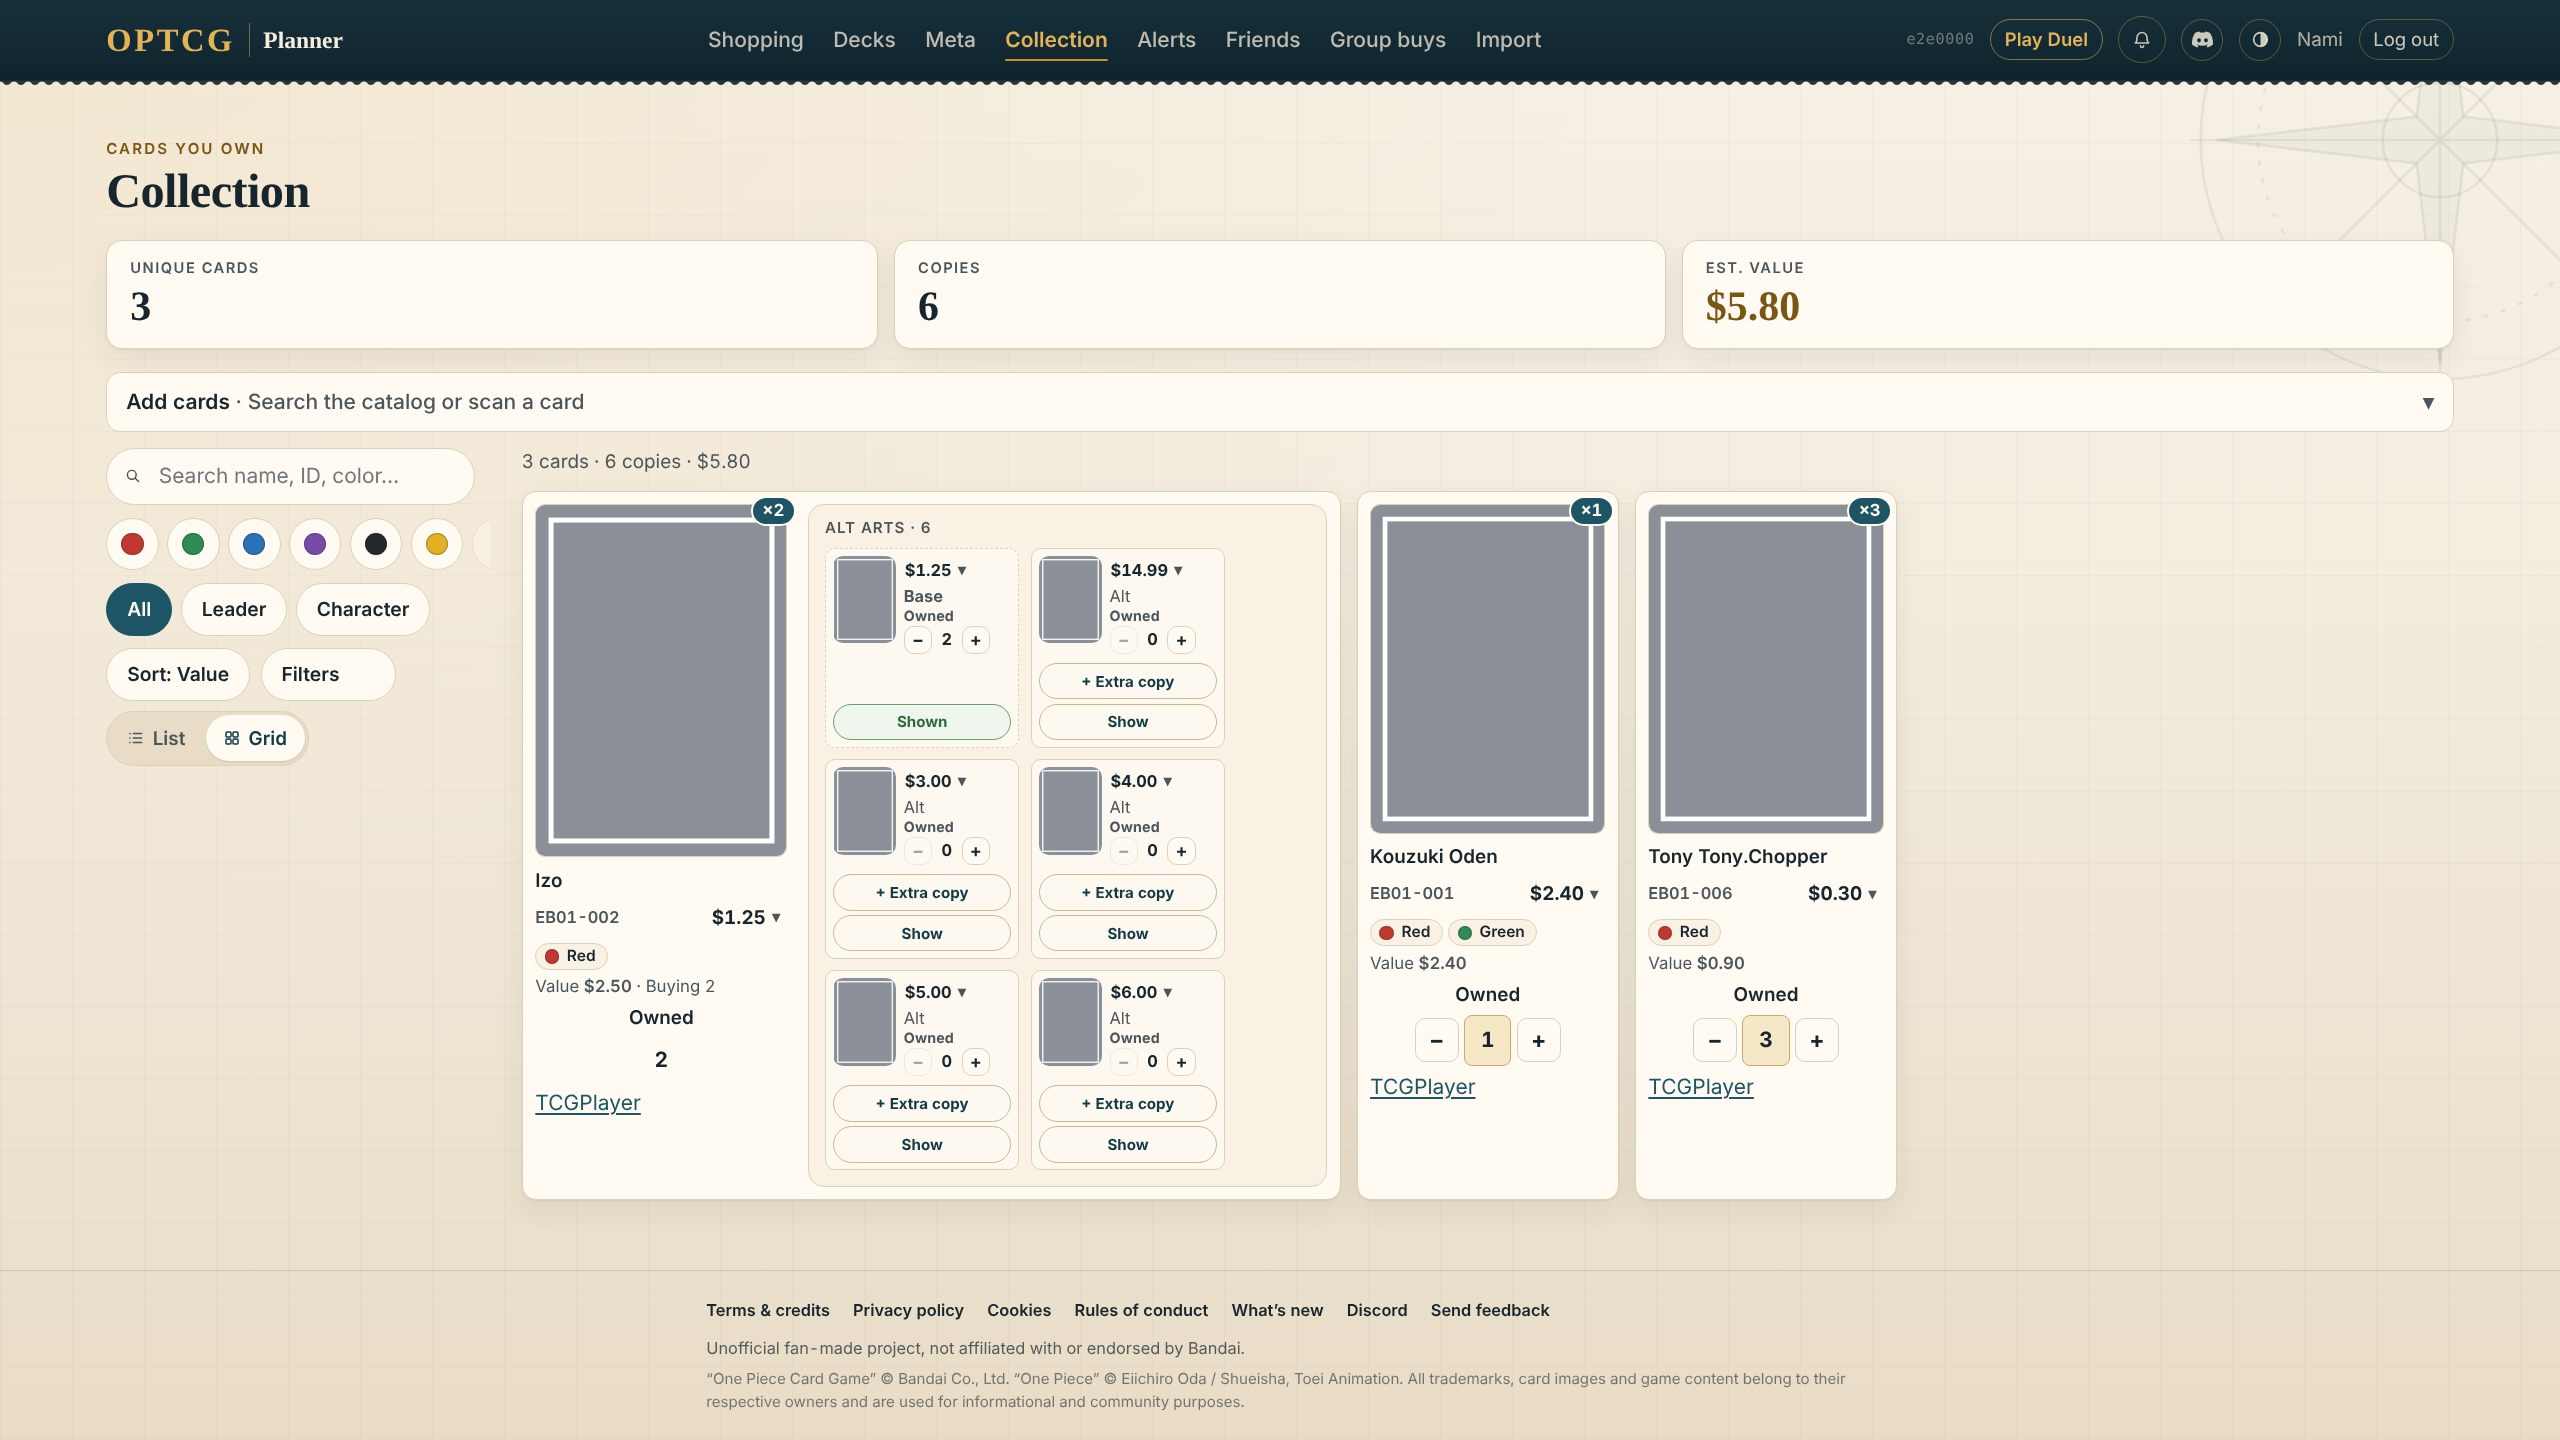 OPTCG Planner
Shopping Decks Meta Collection Alerts Friends Group buys Import
e2e0000 Play Duel Nami Log out
CARDS YOU OWN
Collection
UNIQUE CARDS
3
COPIES
6
EST. VALUE
$5.80
Add cards · Search the catalog or scan a card ▼
Search name, ID, color...
All Leader Character
Sort: Value Filters
List Grid
3 cards · 6 copies · $5.80
×2
Izo
EB01-002 $1.25 ▼
Red
Value $2.50 · Buying 2
Owned
2
TCGPlayer
ALT ARTS · 6
$1.25 ▼
Base
Owned
− 2 +
Shown
$14.99 ▼
Alt
Owned
− 0 +
+ Extra copy
Show
$3.00 ▼
Alt
Owned
− 0 +
+ Extra copy
Show
$4.00 ▼
Alt
Owned
− 0 +
+ Extra copy
Show
$5.00 ▼
Alt
Owned
− 0 +
+ Extra copy
Show
$6.00 ▼
Alt
Owned
− 0 +
+ Extra copy
Show
×1
Kouzuki Oden
EB01-001 $2.40 ▼
Red Green
Value $2.40
Owned
− 1 +
TCGPlayer
×3
Tony Tony.Chopper
EB01-006 $0.30 ▼
Red
Value $0.90
Owned
− 3 +
TCGPlayer
Terms & credits Privacy policy Cookies Rules of conduct What’s new Discord Send feedback
Unofficial fan-made project, not affiliated with or endorsed by Bandai.
“One Piece Card Game” © Bandai Co., Ltd. “One Piece” © Eiichiro Oda / Shueisha, Toei Animation. All trademarks, card images and game content belong to their
respective owners and are used for informational and community purposes.